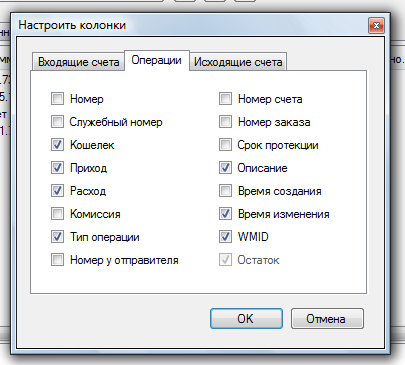 Настроить колонки
Входящие счета Операции Исходящие счета
Номер
Служебный номер
Кошелек
Приход
Расход
Комиссия
Тип операции
Номер у отправителя
Номер счета
Номер заказа
Срок протекции
Описание
Время создания
Время изменения
WMID
Остаток
OK Отмена